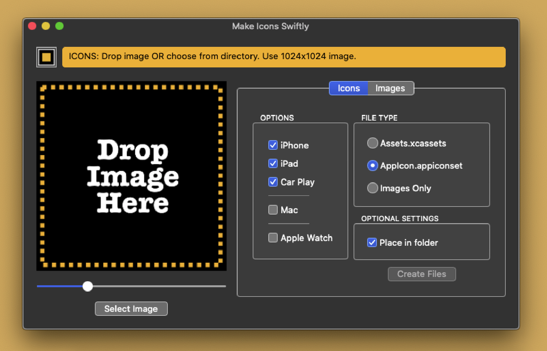 Make Icons Swiftly
ICONS: Drop image OR choose from directory. Use 1024x1024 image.
Drop
Image
Here
Select Image
Icons Images
OPTIONS
iPhone
iPad
Car Play
Mac
Apple Watch
FILE TYPE
Assets.xcassets
AppIcon.appiconset
Images Only
OPTIONAL SETTINGS
Place in folder
Create Files